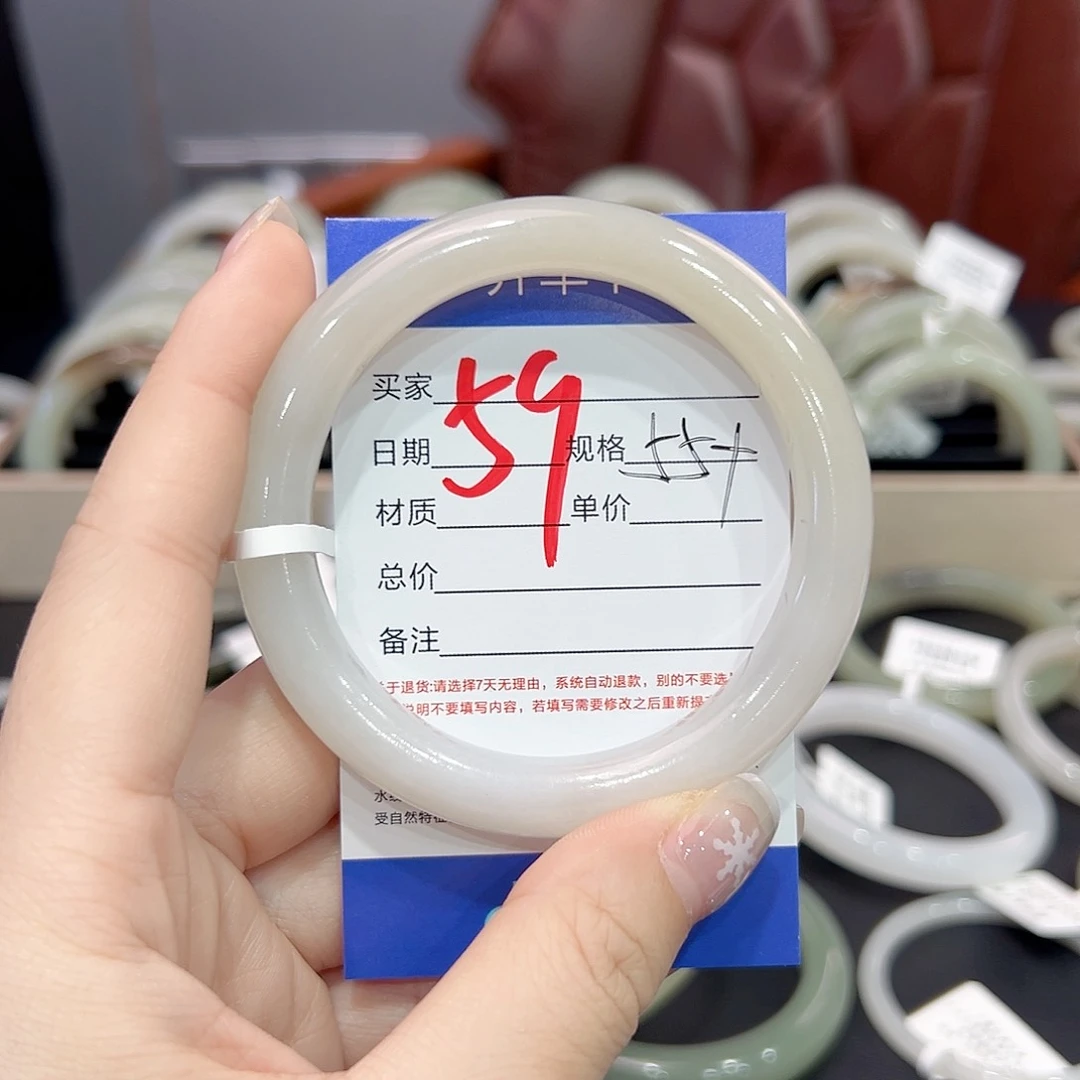 买家
59
日期 规格 55+
材质 单价
总价
备注
于退货:请选择7天无理由，系统自动退款，别的不要选
说明不要填写内容，若填写需要修改之后重新提
受自然特征